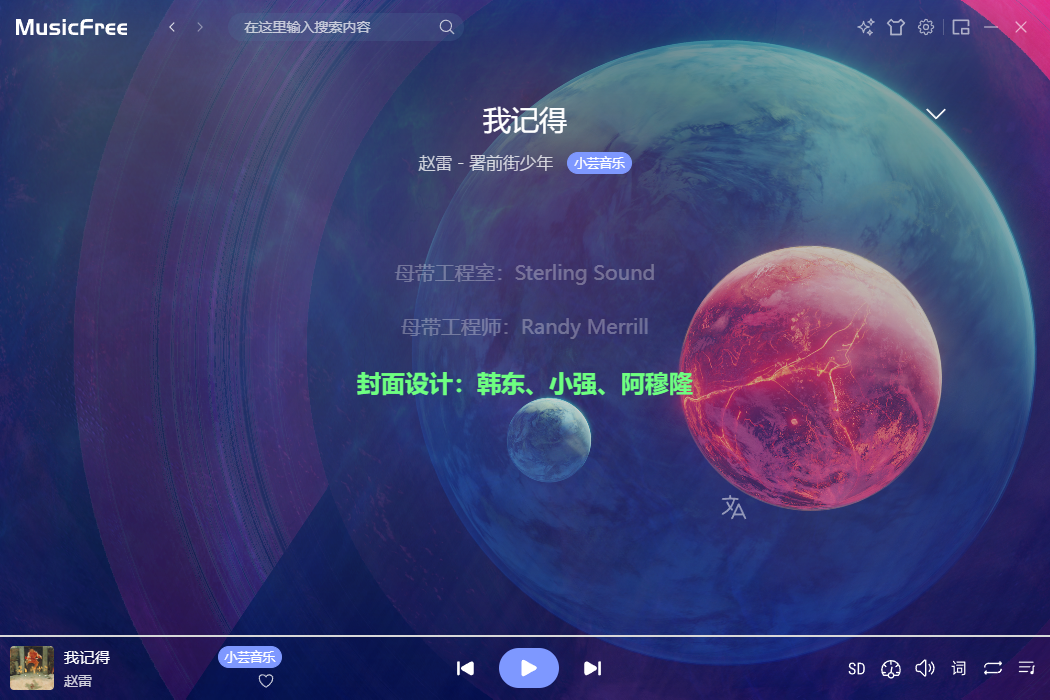 MusicFree
在这里输入搜索内容
我记得
赵雷 - 署前街少年 小芸音乐
母带工程室：Sterling Sound
母带工程师：Randy Merrill
封面设计：韩东、小强、阿穆隆
我记得 小芸音乐
赵雷
SD 词